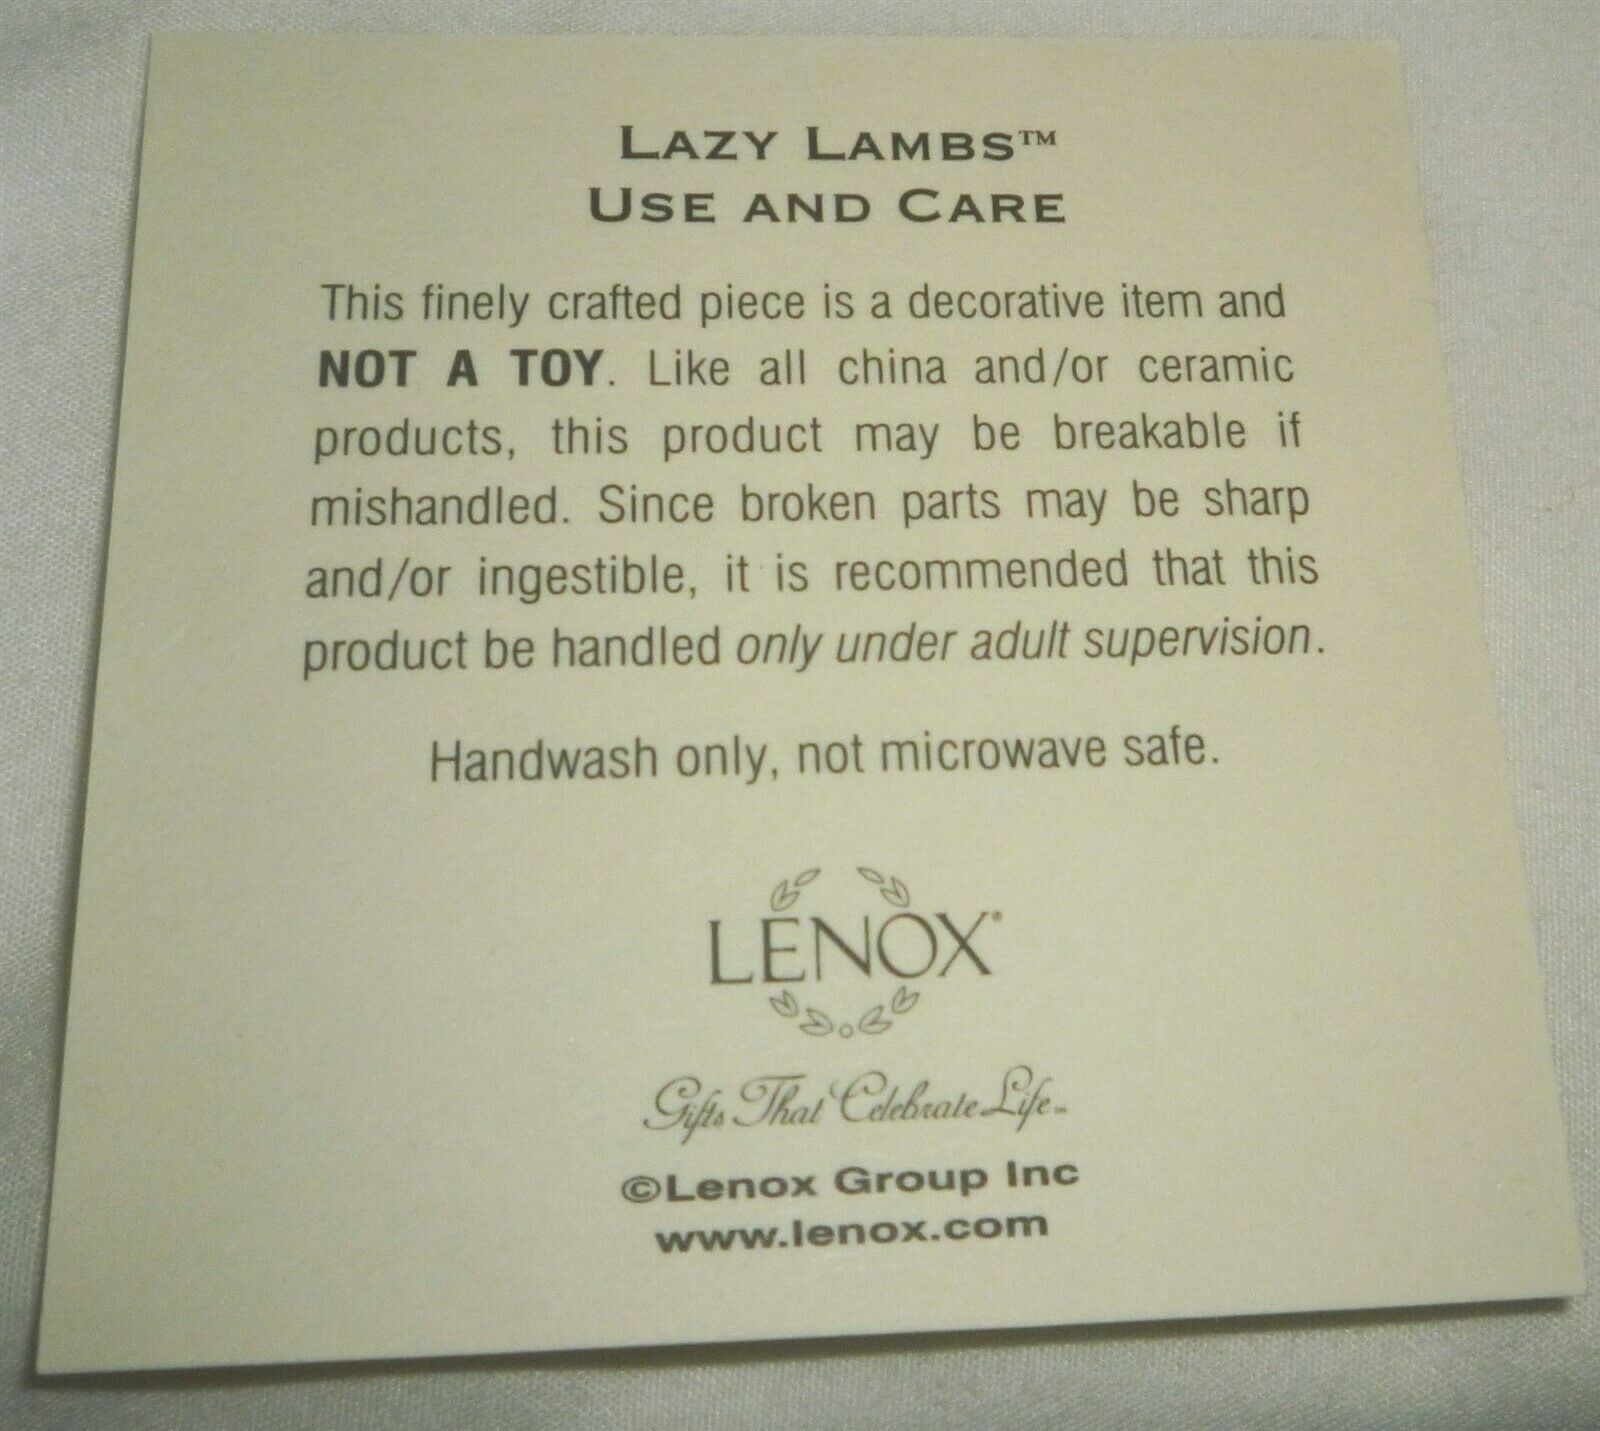 LAZY LAMBS™
USE AND CARE
This finely crafted piece is a decorative item and
NOT A TOY. Like all china and/or ceramic
products, this product may be breakable if
mishandled. Since broken parts may be sharp
and/or ingestible, it is recommended that this
product be handled only under adult supervision.
Handwash only, not microwave safe.
LENOX®
Gifts That Celebrate Life™
©Lenox Group Inc
www.lenox.com